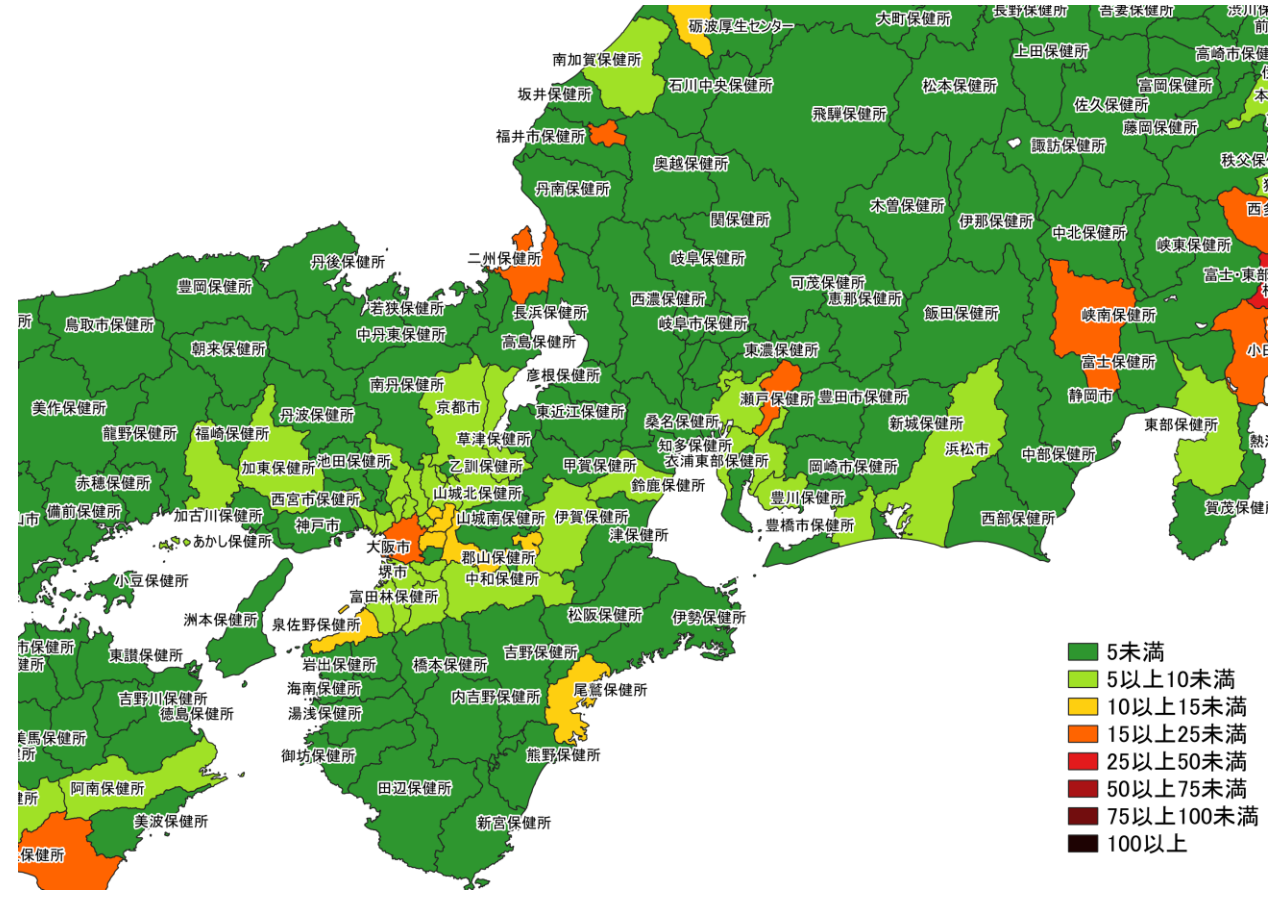 砺波厚生センター
大町保健所
長野保健所
吾妻保健所
渋川保
前
南加賀保健所
石川中央保健所
上田保健所
高崎市保健
坂井保健所
松本保健所
富岡保健所
佐久保健所
本
飛騨保健所
藤岡保健所
福井市保健所
諏訪保健所
奥越保健所
秩父保
丹南保健所
木曽保健所
西多
関保健所
伊那保健所
中北保健所
峡東保健所
二州保健所
岐阜保健所
丹後保健所
富士・東部
豊岡保健所
可茂保健所
恵那保健所
西濃保健所
若狭保健所
長浜保健所
飯田保健所
峡南保健所
所
鳥取市保健所
岐阜市保健所
中丹東保健所
高島保健所
朝来保健所
東濃保健所
小田
富士保健所
彦根保健所
南丹保健所
静岡市
瀬戸保健所
豊田市保健所
美作保健所
京都市
東近江保健所
丹波保健所
桑名保健所
新城保健所
東部保健所
龍野保健所
福崎保健所
草津保健所
知多保健所
熱海
浜松市
中部保健所
加東保健所
池田保健所
乙訓保健所
甲賀保健所
衣浦東部保健所
岡崎市保健所
赤穂保健所
鈴鹿保健所
西宮市保健所
山城北保健所
豊川保健所
賀茂保健所
山市
備前保健所
加古川保健所
神戸市
山城南保健所
伊賀保健所
豊橋市保健所
西部保健所
あかし保健所
大阪市
津保健所
郡山保健所
堺市
中和保健所
小豆保健所
富田林保健所
洲本保健所
泉佐野保健所
松阪保健所
伊勢保健所
市保健所
健所
東讃保健所
岩出保健所
橋本保健所
吉野保健所
5未満
吉野川保健所
海南保健所
内吉野保健所
尾鷲保健所
5以上10未満
徳島保健所
湯浅保健所
10以上15未満
美馬保健所
所
御坊保健所
熊野保健所
15以上25未満
25以上50未満
阿南保健所
田辺保健所
50以上75未満
健所
美波保健所
新宮保健所
75以上100未満
保健所
100以上